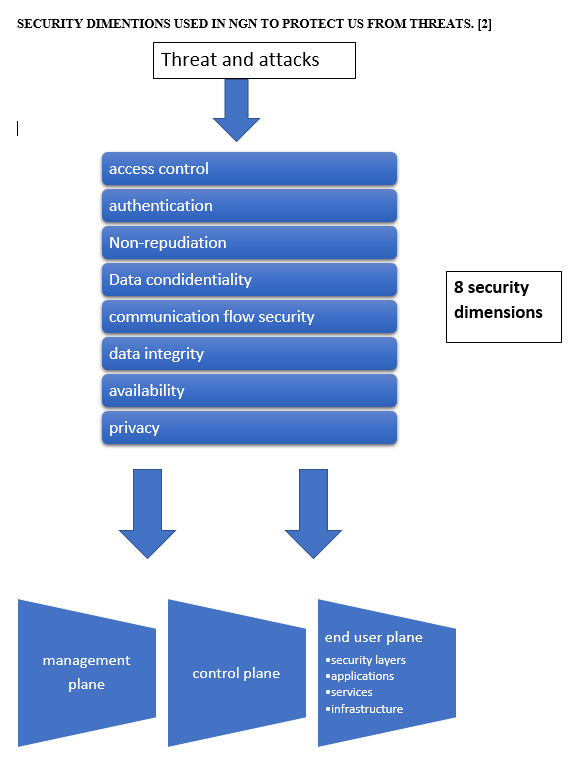 SECURITY DIMENTIONS USED IN NGN TO PROTECT US FROM THREATS. [2]
Threat and attacks
access control
authentication
Non-repudiation
Data condidentiality
communication flow security
data integrity
availability
privacy
8 security
dimensions
management
plane
control plane
end user plane
•security layers
•applications
•services
•infrastructure